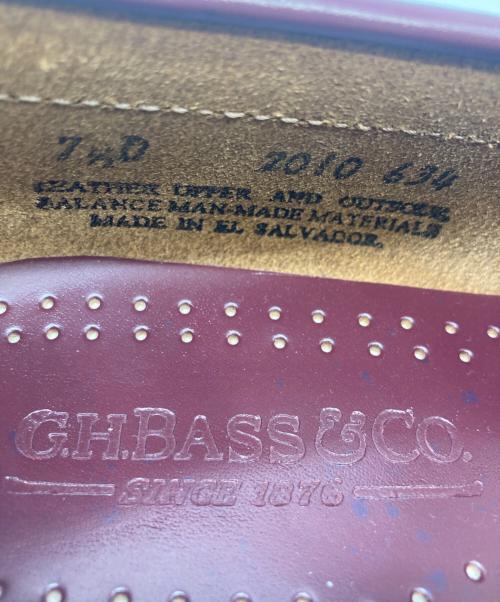 7½D 2010 634
LEATHER UPPER AND OUTSOLE
BALANCE MAN-MADE MATERIALS
MADE IN EL SALVADOR.
G.H.BASS & CO.
SINCE 1876